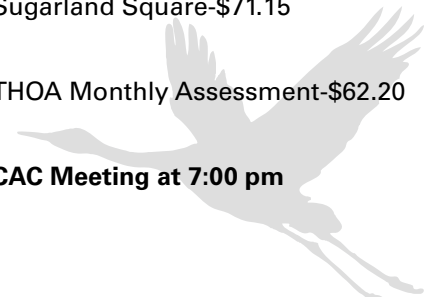 Sugarland Square-$71.15
THOA Monthly Assessment-$62.20
CAC Meeting at 7:00 pm